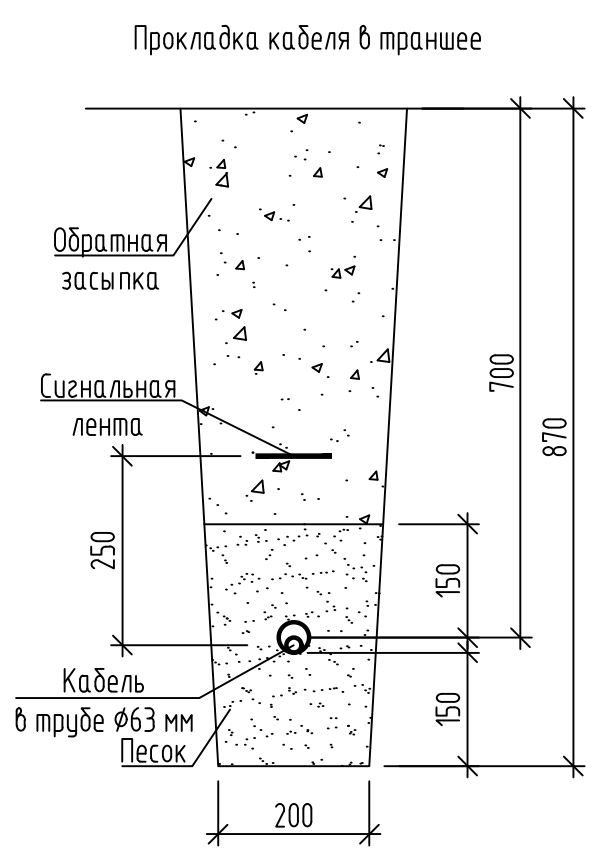 Прокладка кабеля в траншее
Обратная
засыпка
Сигнальная
лента
700
870
250
150
Кабель
в трубе Ø63 мм
Песок
150
200